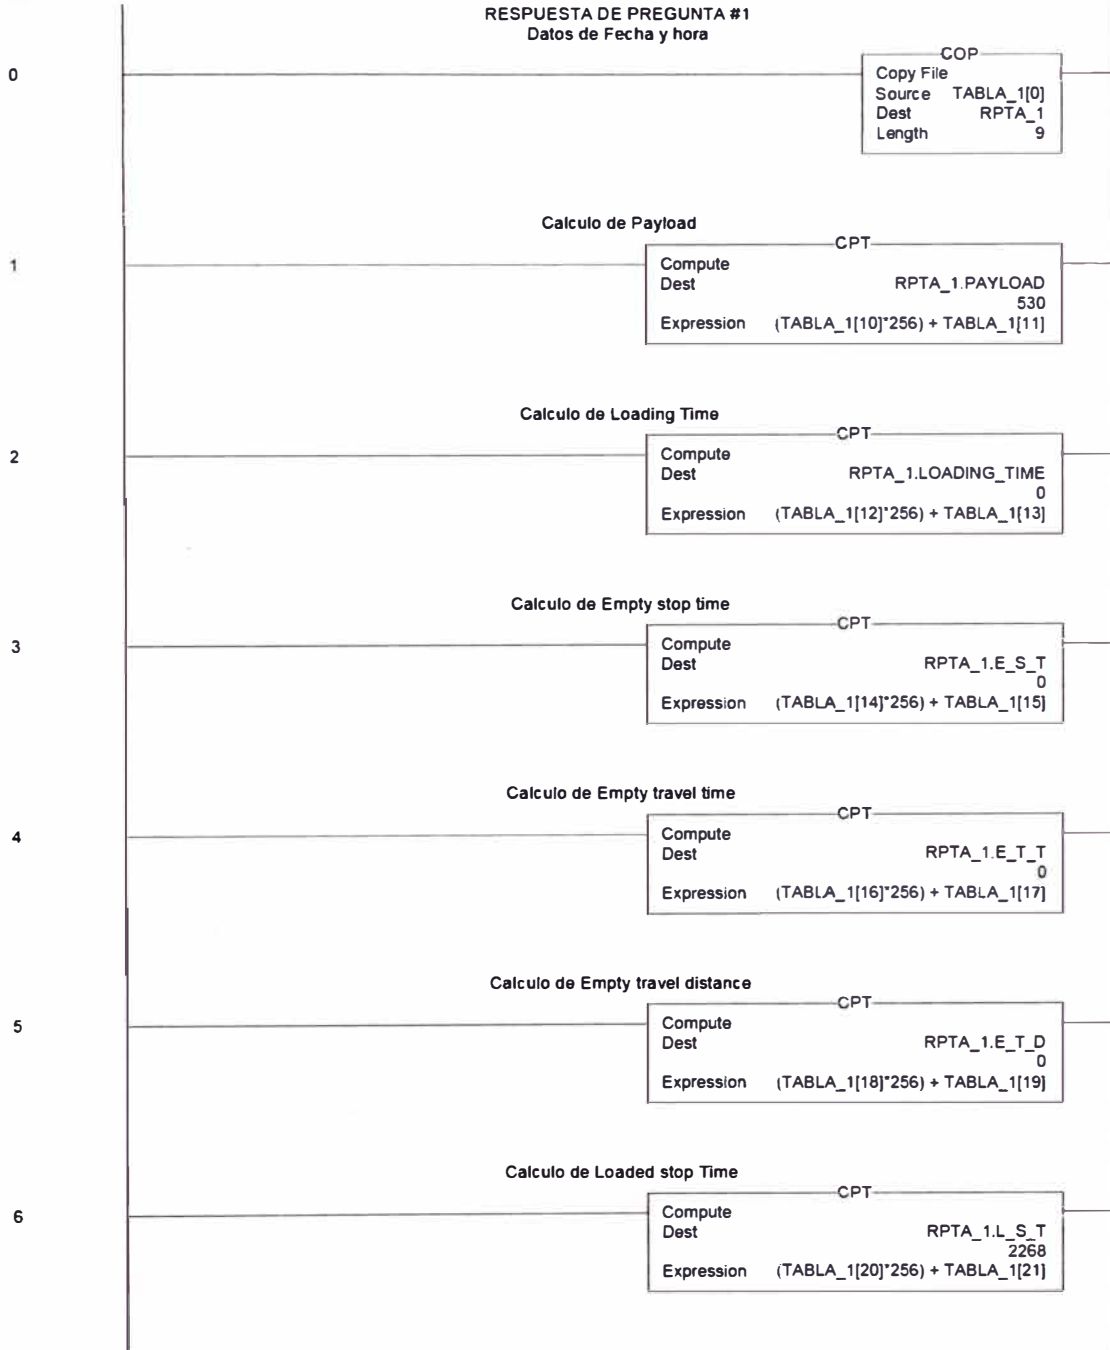 RESPUESTA DE PREGUNTA #1
Datos de Fecha y hora
0
COP
Copy File
Source TABLA_1[0]
Dest RPTA_1
Length 9
Calculo de Payload
1
CPT
Compute
Dest RPTA_1.PAYLOAD
530
Expression (TABLA_1[10]*256) + TABLA_1[11]
Calculo de Loading Time
2
CPT
Compute
Dest RPTA_1.LOADING_TIME
0
Expression (TABLA_1[12]*256) + TABLA_1[13]
Calculo de Empty stop time
3
CPT
Compute
Dest RPTA_1.E_S_T
0
Expression (TABLA_1[14]*256) + TABLA_1[15]
Calculo de Empty travel time
4
CPT
Compute
Dest RPTA_1.E_T_T
0
Expression (TABLA_1[16]*256) + TABLA_1[17]
Calculo de Empty travel distance
5
CPT
Compute
Dest RPTA_1.E_T_D
0
Expression (TABLA_1[18]*256) + TABLA_1[19]
Calculo de Loaded stop Time
6
CPT
Compute
Dest RPTA_1.L_S_T
2268
Expression (TABLA_1[20]*256) + TABLA_1[21]